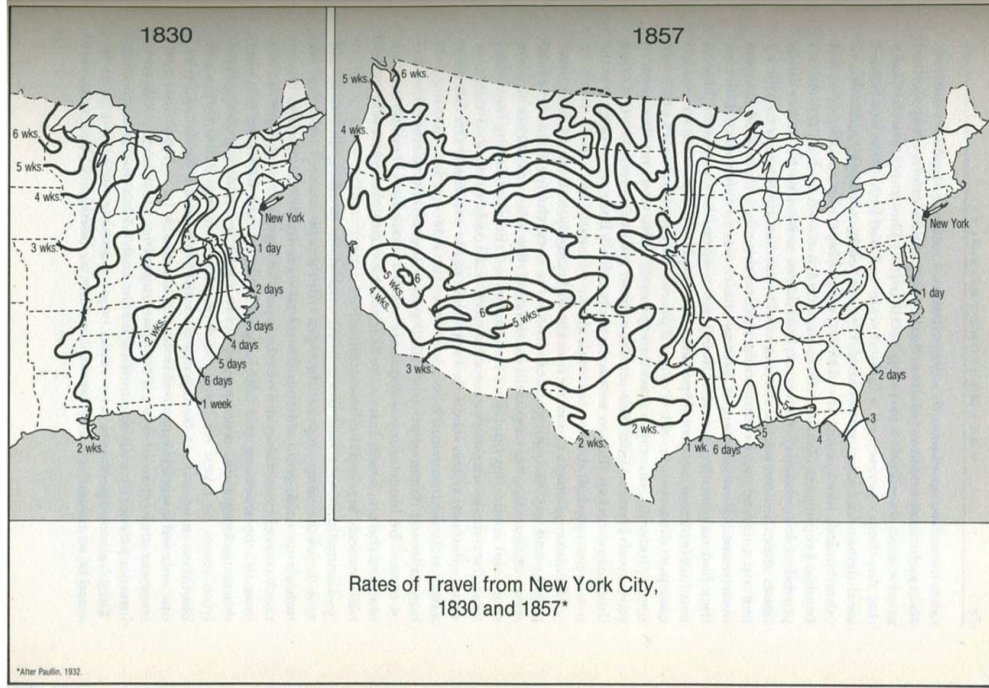 1830
6 wks.
5 wks.
4 wks.
3 wks.
2 wks.
2 wks.
New York
1 day
2 days
3 days
4 days
5 days
6 days
1 week
1857
5 wks.
6 wks.
4 wks.
5 wks.
6
4 wks.
6
5 wks.
3 wks.
2 wks.
2 wks.
1 wk.
6 days
5
5
4
3
2 days
1 day
New York
Rates of Travel from New York City,
1830 and 1857*
*After Paullin, 1932.